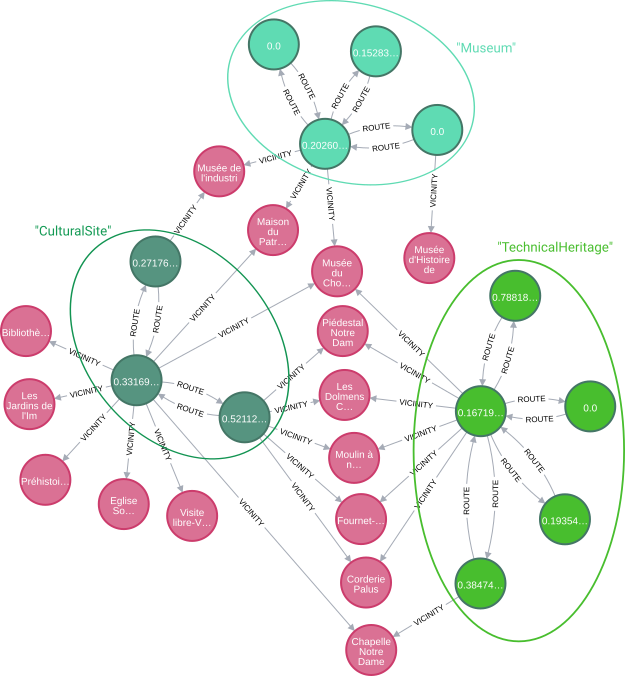 "Museum"
0.0
0.15283…
ROUTE
ROUTE
ROUTE
ROUTE
ROUTE
ROUTE
0.0
0.20260…
VICINITY
VICINITY
VICINITY
VICINITY
Musée de
l'industri
Maison
du
Patr…
Musée
d'Histoire
de
"CulturalSite"
VICINITY
0.27176…
Musée
du
Cho…
"TechnicalHeritage"
ROUTE
ROUTE
VICINITY
VICINITY
0.78818…
Bibliothè…
VICINITY
Piédestal
Notre
Dam
VICINITY
ROUTE
ROUTE
0.33169…
ROUTE
ROUTE
VICINITY
VICINITY
Les
Jardins de
l'Im
VICINITY
Les
Dolmens
C…
VICINITY
0.16719…
ROUTE
ROUTE
0.0
0.52112…
VICINITY
VICINITY
VICINITY
VICINITY
VICINITY
VICINITY
Moulin à
n…
VICINITY
VICINITY
ROUTE
ROUTE
Préhistoi…
VICINITY
VICINITY
VICINITY
ROUTE
ROUTE
Eglise
So…
Visite
libre-V…
VICINITY
Fournet-…
0.19354…
Corderie
Palus
0.38474…
VICINITY
Chapelle
Notre
Dame